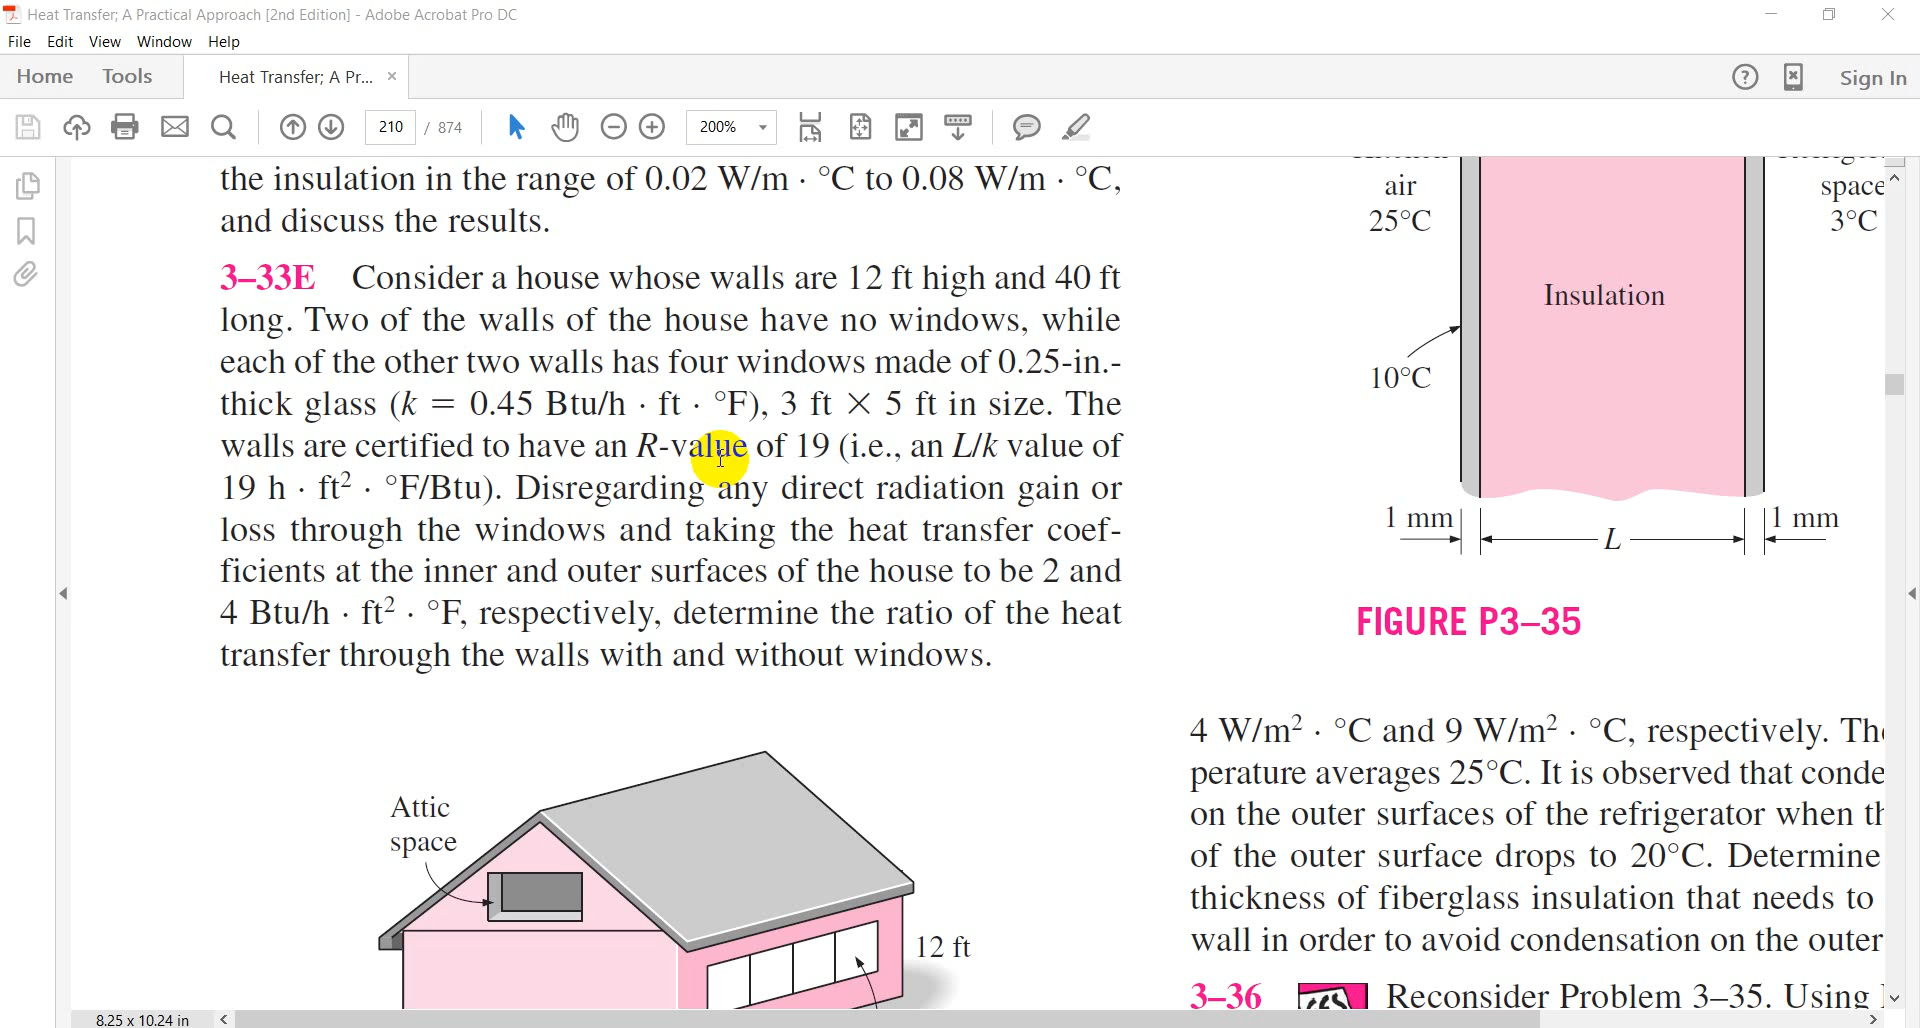 Heat Transfer; A Practical Approach [2nd Edition] - Adobe Acrobat Pro DC
File Edit View Window Help
Home Tools Heat Transfer; A Pr... × Sign In
210 / 874 200%
the insulation in the range of 0.02 W/m · °C to 0.08 W/m · °C,
and discuss the results.
3–33E Consider a house whose walls are 12 ft high and 40 ft
long. Two of the walls of the house have no windows, while
each of the other two walls has four windows made of 0.25-in.-
thick glass (k = 0.45 Btu/h · ft · °F), 3 ft × 5 ft in size. The
walls are certified to have an R-value of 19 (i.e., an L/k value of
19 h · ft² · °F/Btu). Disregarding any direct radiation gain or
loss through the windows and taking the heat transfer coef-
ficients at the inner and outer surfaces of the house to be 2 and
4 Btu/h · ft² · °F, respectively, determine the ratio of the heat
transfer through the walls with and without windows.
Attic
space
12 ft
air
25°C
space
3°C
Insulation
10°C
1 mm
L
1 mm
FIGURE P3–35
4 W/m² · °C and 9 W/m² · °C, respectively.
perature averages 25°C. It is observed that
on the outer surfaces of the refrigerator when
of the outer surface drops to 20°C. Determine
thickness of fiberglass insulation that needs to
wall in order to avoid condensation on the outer
3–36 Reconsider Problem 3–35. Using
8.25 x 10.24 in